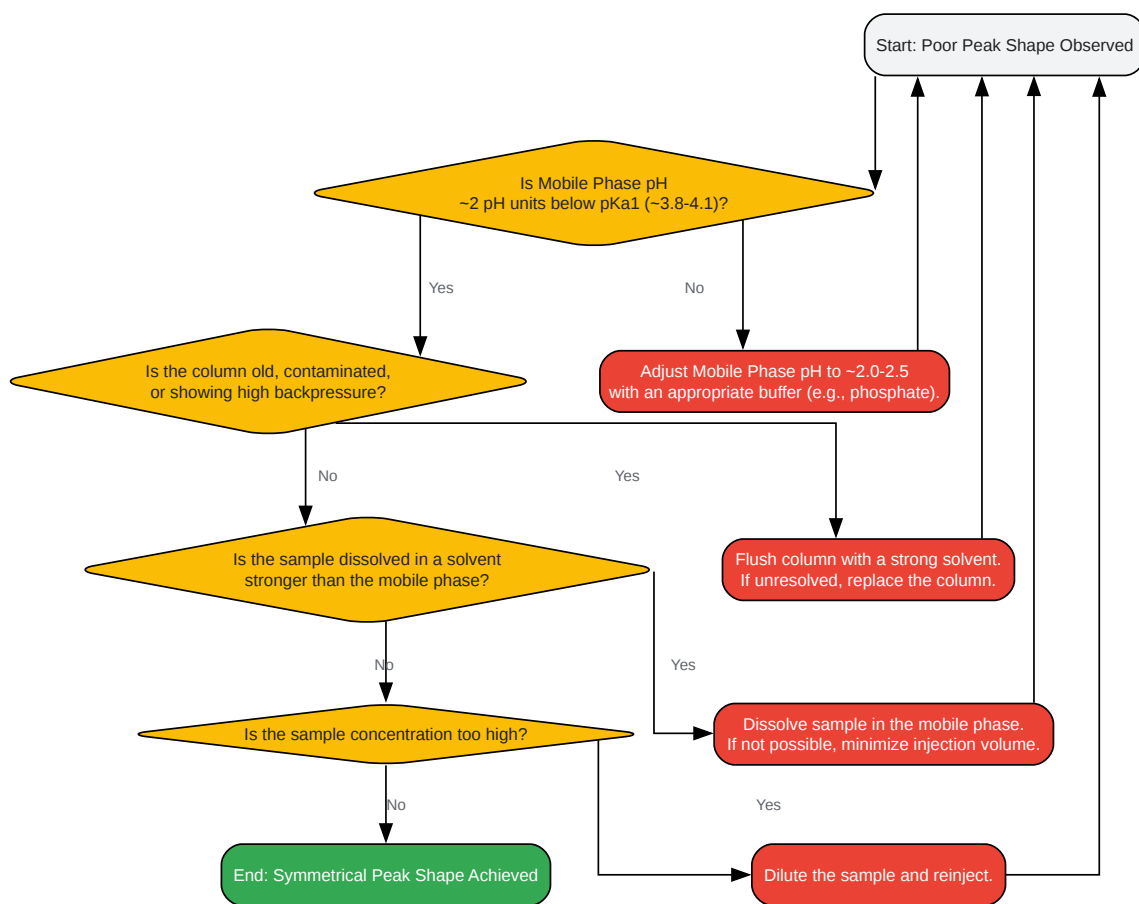 Start: Poor Peak Shape Observed
Is Mobile Phase pH
~2 pH units below pKa1 (~3.8-4.1)?
Yes
No
Is the column old, contaminated,
or showing high backpressure?
Adjust Mobile Phase pH to ~2.0-2.5
with an appropriate buffer (e.g., phosphate).
No
Yes
Is the sample dissolved in a solvent
stronger than the mobile phase?
Flush column with a strong solvent.
If unresolved, replace the column.
No
Yes
Is the sample concentration too high?
Dissolve sample in the mobile phase.
If not possible, minimize injection volume.
No
Yes
End: Symmetrical Peak Shape Achieved
Dilute the sample and reinject.